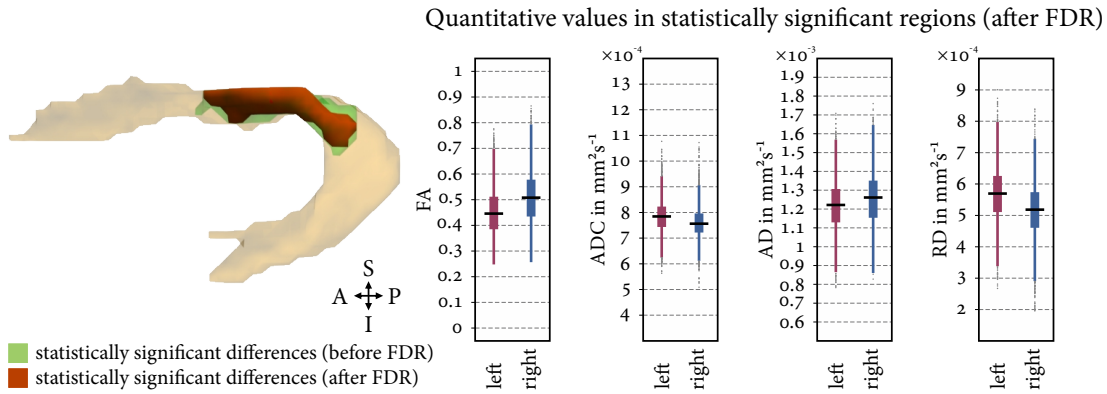 Quantitative values in statistically significant regions (after FDR)
S
A P
I
statistically significant differences (before FDR)
statistically significant differences (after FDR)
FA
1
0.9
0.8
0.7
0.6
0.5
0.4
0.3
0.2
0.1
0
left
right
×10⁻⁴
ADC in mm²s⁻¹
13
12
11
10
9
8
7
6
5
4
left
right
×10⁻³
AD in mm²s⁻¹
1.9
1.8
1.7
1.6
1.5
1.4
1.3
1.2
1.1
1
0.9
0.8
0.7
0.6
left
right
×10⁻⁴
RD in mm²s⁻¹
9
8
7
6
5
4
3
2
left
right